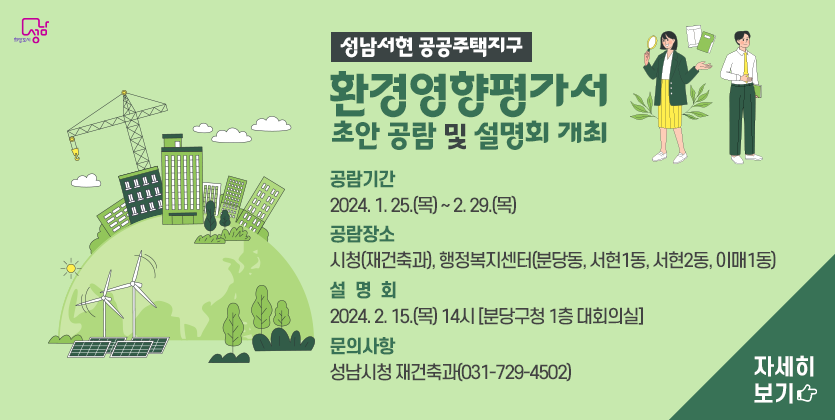 성남
성남서현 공공주택지구
환경영향평가서
초안 공람 및 설명회 개최
공람기간
2024. 1. 25.(목) ~ 2. 29.(목)
공람장소
시청(재건축과), 행정복지센터(분당동, 서현1동, 서현2동, 이매1동)
설 명 회
2024. 2. 15.(목) 14시 [분당구청 1층 대회의실]
문의사항
성남시청 재건축과(031-729-4502)
자세히
보기